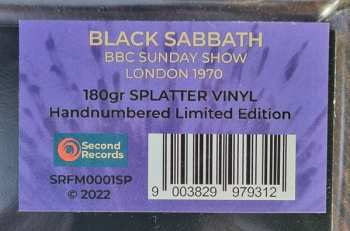 BLACK SABBATH
BBC SUNDAY SHOW
LONDON 1970
180gr SPLATTER VINYL
Handnumbered Limited Edition
Second
Records
SRFM0001SP
© 2022
9 003829 979312